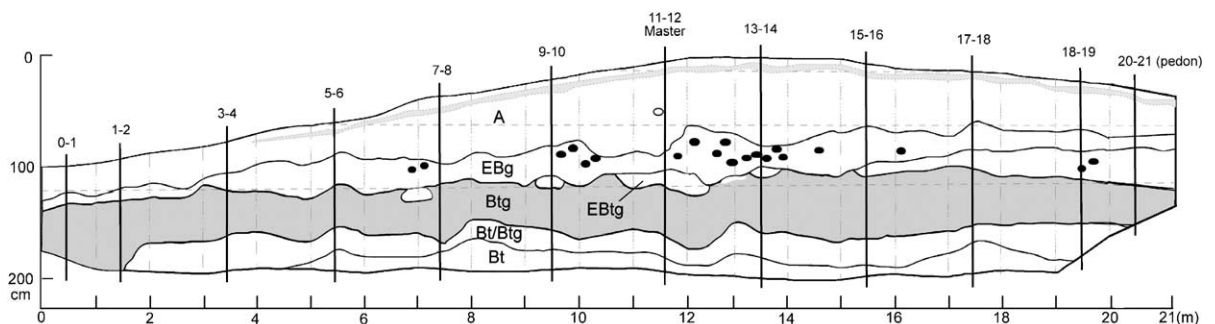 11-12
Master
9-10
13-14
15-16
17-18
18-19
20-21 (pedon)
7-8
5-6
3-4
1-2
0-1
0
100
200
cm
A
EBg
Btg
EBtg
Bt/Btg
Bt
0 2 4 6 8 10 12 14 16 18 20 21 (m)